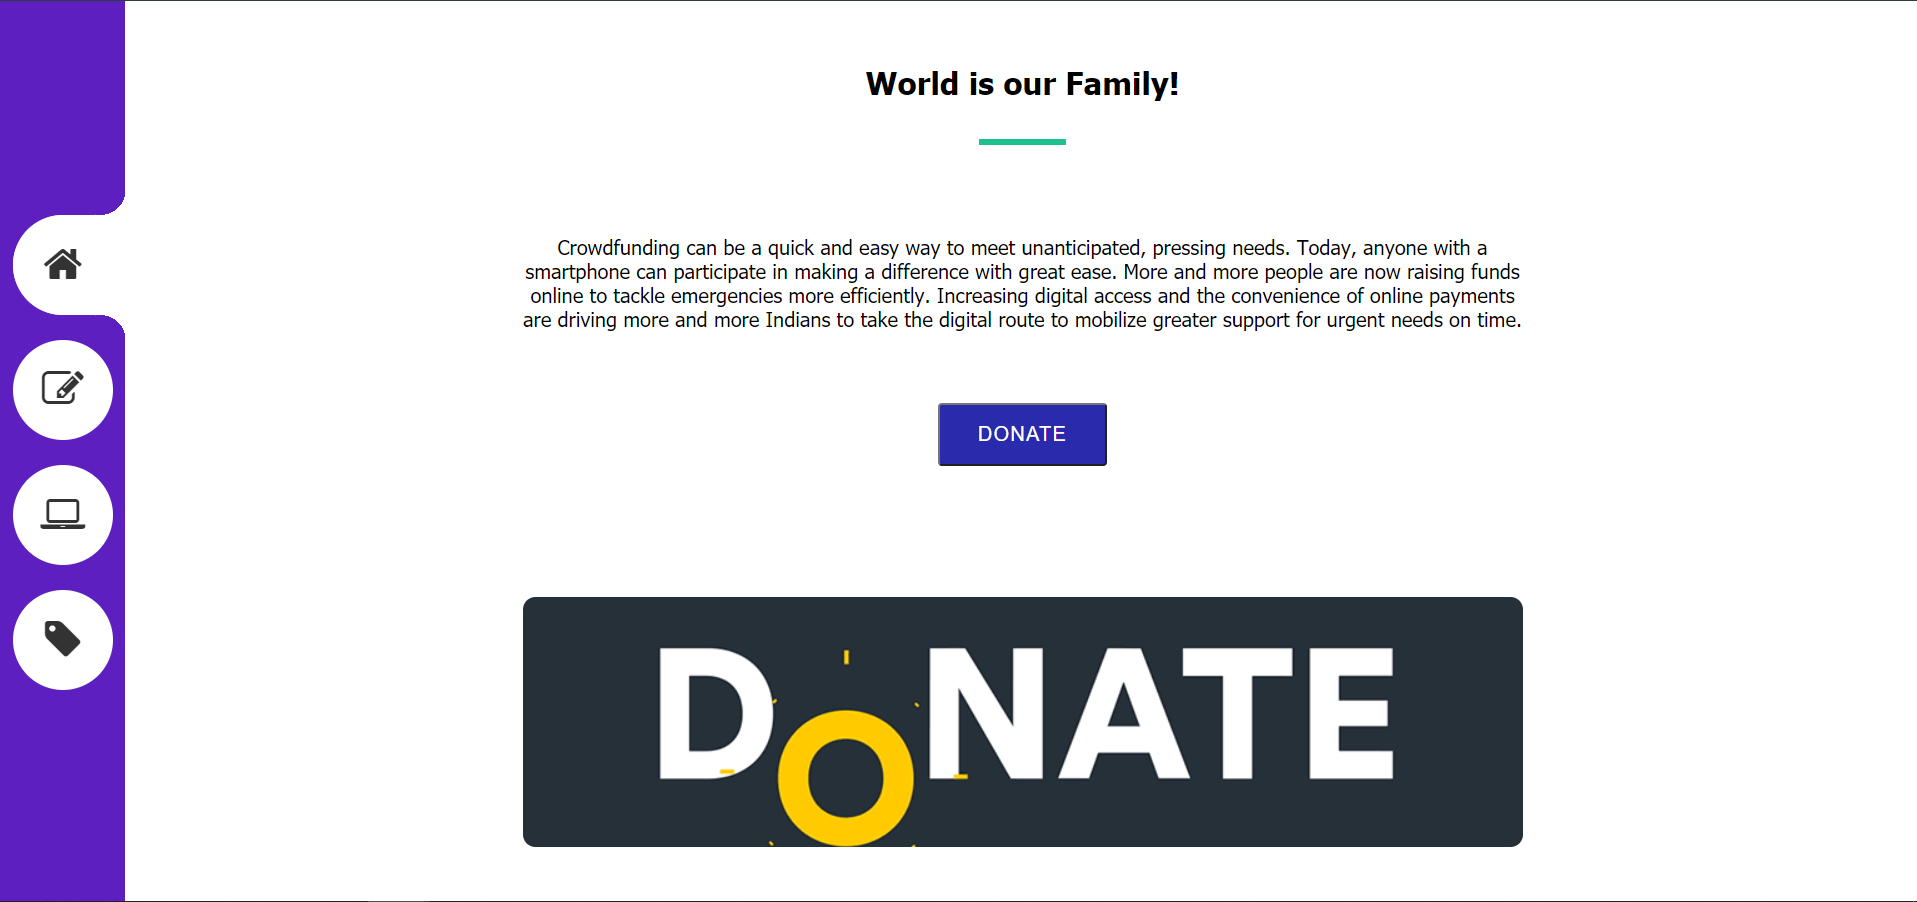 World is our Family!
Crowdfunding can be a quick and easy way to meet unanticipated, pressing needs. Today, anyone with a
smartphone can participate in making a difference with great ease. More and more people are now raising funds
online to tackle emergencies more efficiently. Increasing digital access and the convenience of online payments
are driving more and more Indians to take the digital route to mobilize greater support for urgent needs on time.
DONATE
DONATE